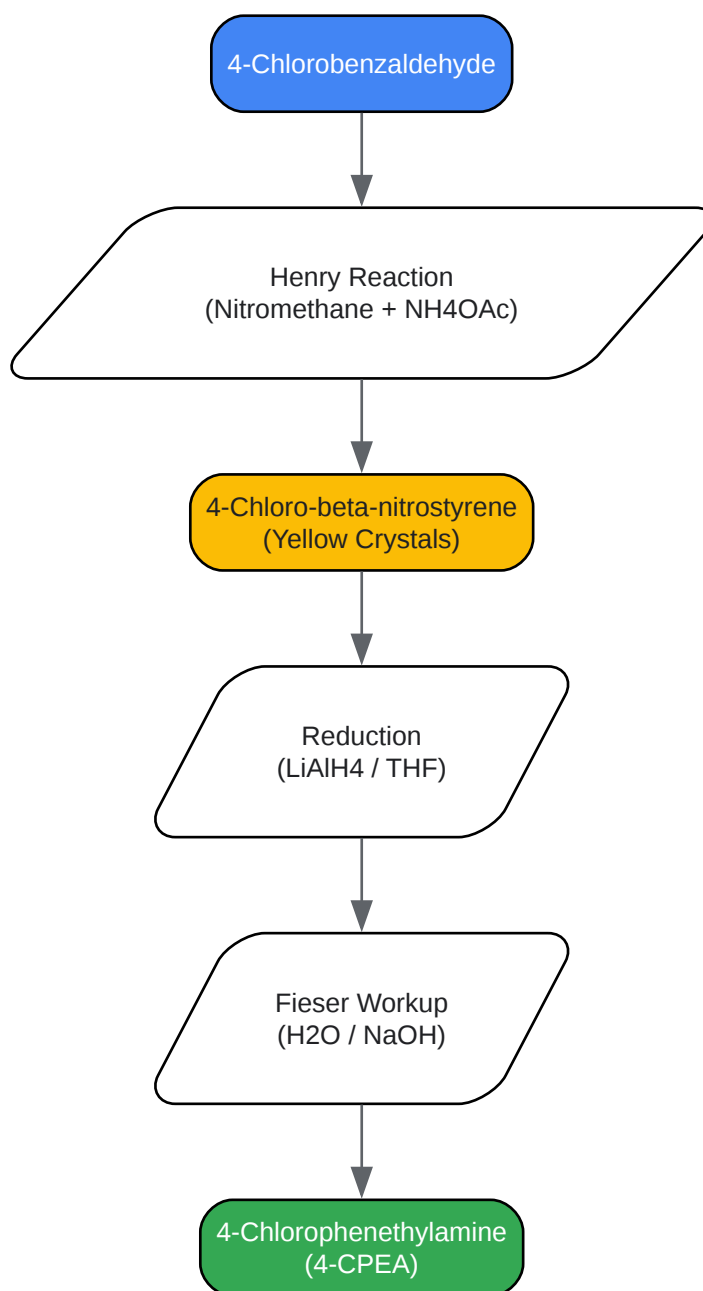 4-Chlorobenzaldehyde
Henry Reaction
(Nitromethane + NH4OAc)
4-Chloro-beta-nitrostyrene
(Yellow Crystals)
Reduction
(LiAlH4 / THF)
Fieser Workup
(H2O / NaOH)
4-Chlorophenethylamine
(4-CPEA)